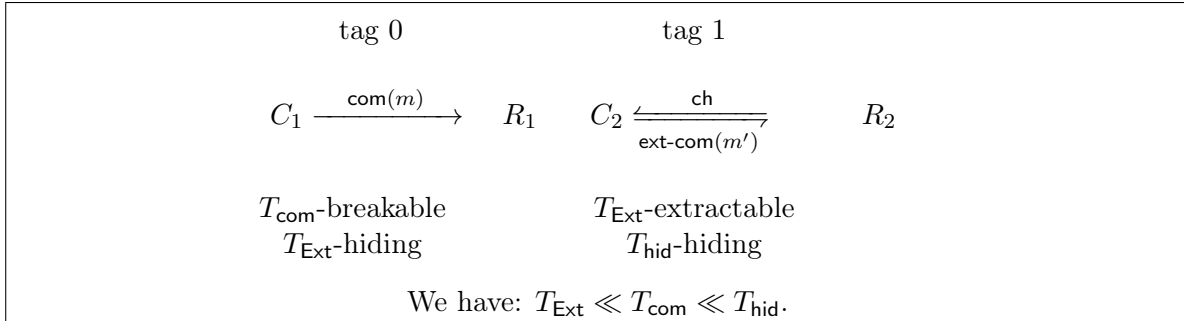 tag 0 tag 1
com(m) ch
C₁ R₁ C₂ R₂
ext-com(m′)
T_com-breakable T_Ext-extractable
T_Ext-hiding T_hid-hiding
We have: T_Ext ≪ T_com ≪ T_hid.